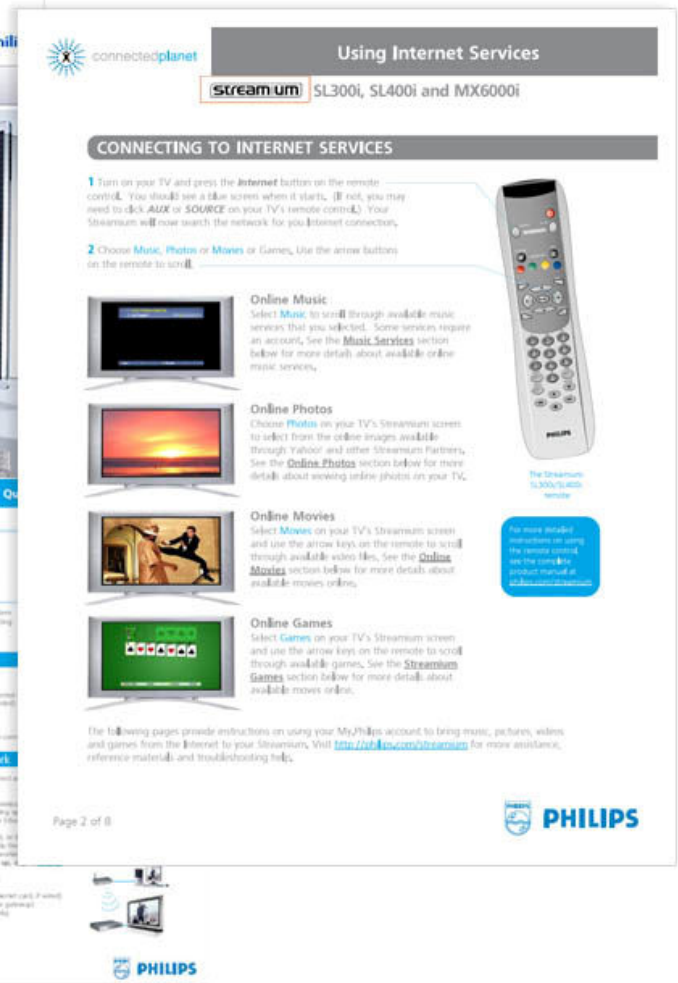 connectedplanet
Using Internet Services
streamium SL300i, SL400i and MX6000i
CONNECTING TO INTERNET SERVICES
1 Turn on your TV and press the Internet button on the remote
control. You should see a blue screen when it starts. (If not, you may
need to click AUX or SOURCE on your TV's remote control.) Your
Streamium will now search the network for you Internet connection.
2 Choose Music, Photos or Movies or Games. Use the arrow buttons
on the remote to scroll.
Online Music
Select Music to scroll through available music
services that you selected. Some services require
an account. See the Music Services section
below for more details about available online
music services.
Online Photos
Choose Photos on your TV's Streamium screen
to select from the online images available
through Yahoo! and other Streamium Partners.
See the Online Photos section below for more
details about viewing online photos on your TV.
Online Movies
Select Movies on your TV's Streamium screen
and use the arrow keys on the remote to scroll
through available video files. See the Online
Movies section below for more details about
available movies online.
Online Games
Select Games on your TV's Streamium screen
and use the arrow keys on the remote to scroll
through available games. See the Streamium
Games section below for more details about
available moves online.
PHILIPS
The Streamium
SL300i/SL400i
remote
For more detailed
instructions on using
the remote control,
see the complete
product manual at
philips.com/streamium
The following pages provide instructions on using your My.Philips account to bring music, pictures, videos
and games from the Internet to your Streamium. Visit http://philips.com/streamium for more assistance,
reference materials and troubleshooting help.
Page 2 of 8
PHILIPS
PHILIPS